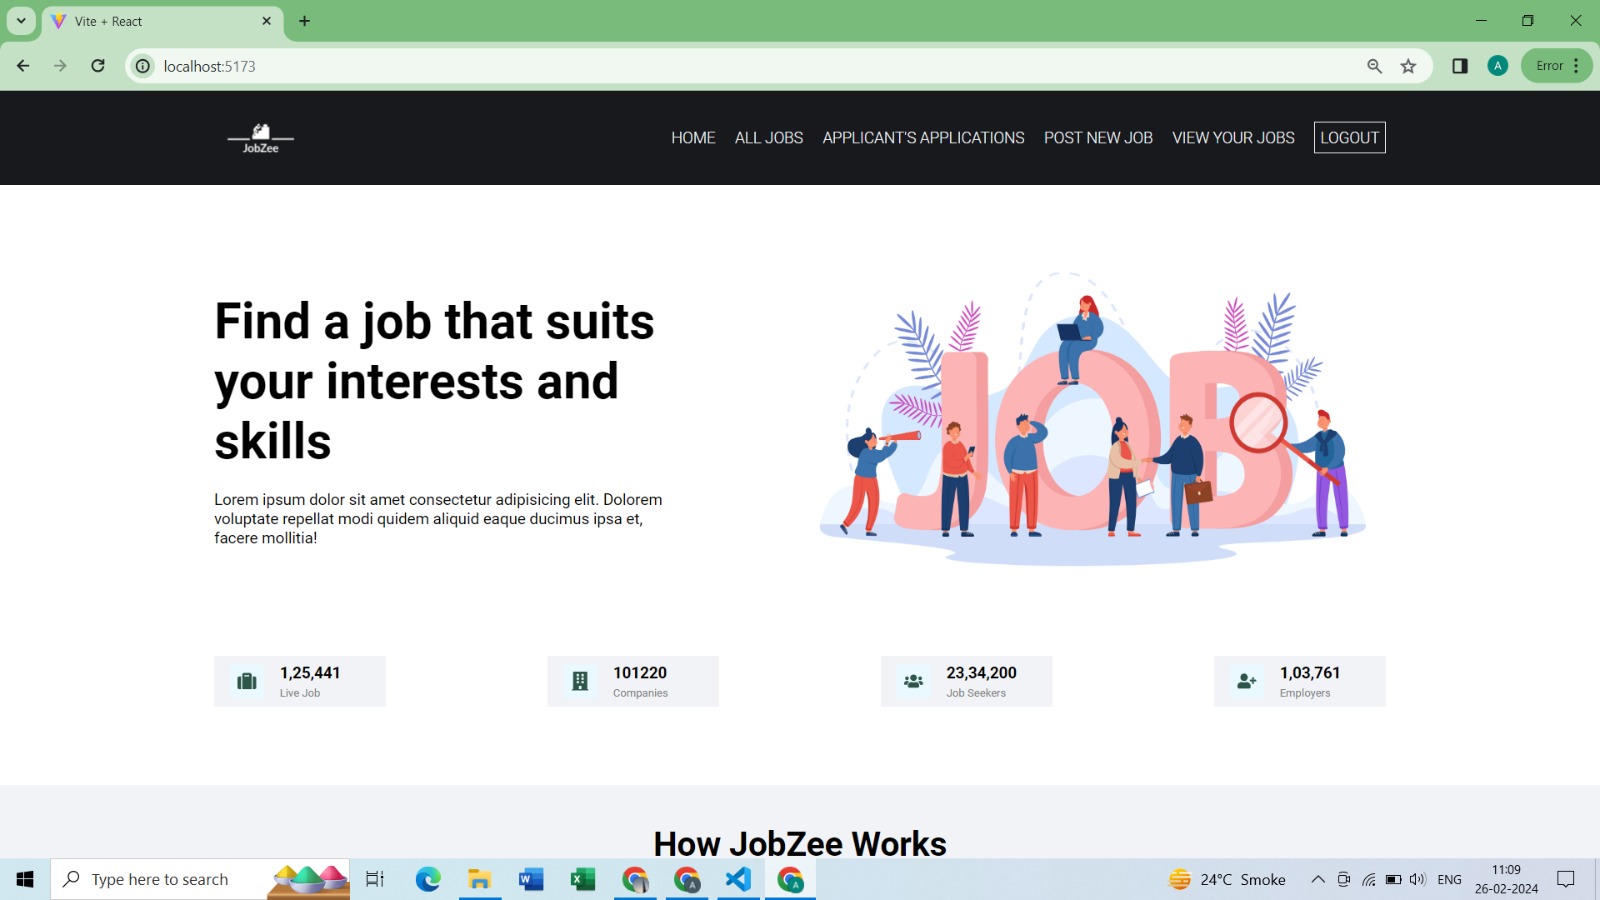 Vite + React
localhost:5173
A
Error
JobZee
HOME
ALL JOBS
APPLICANT'S APPLICATIONS
POST NEW JOB
VIEW YOUR JOBS
LOGOUT
Find a job that suits
your interests and
skills
Lorem ipsum dolor sit amet consectetur adipisicing elit. Dolorem
voluptate repellat modi quidem aliquid eaque ducimus ipsa et,
facere mollitia!
JOB
1,25,441
Live Job
101220
Companies
23,34,200
Job Seekers
1,03,761
Employers
How JobZee Works
Type here to search
24°C Smoke
ENG
11:09
26-02-2024